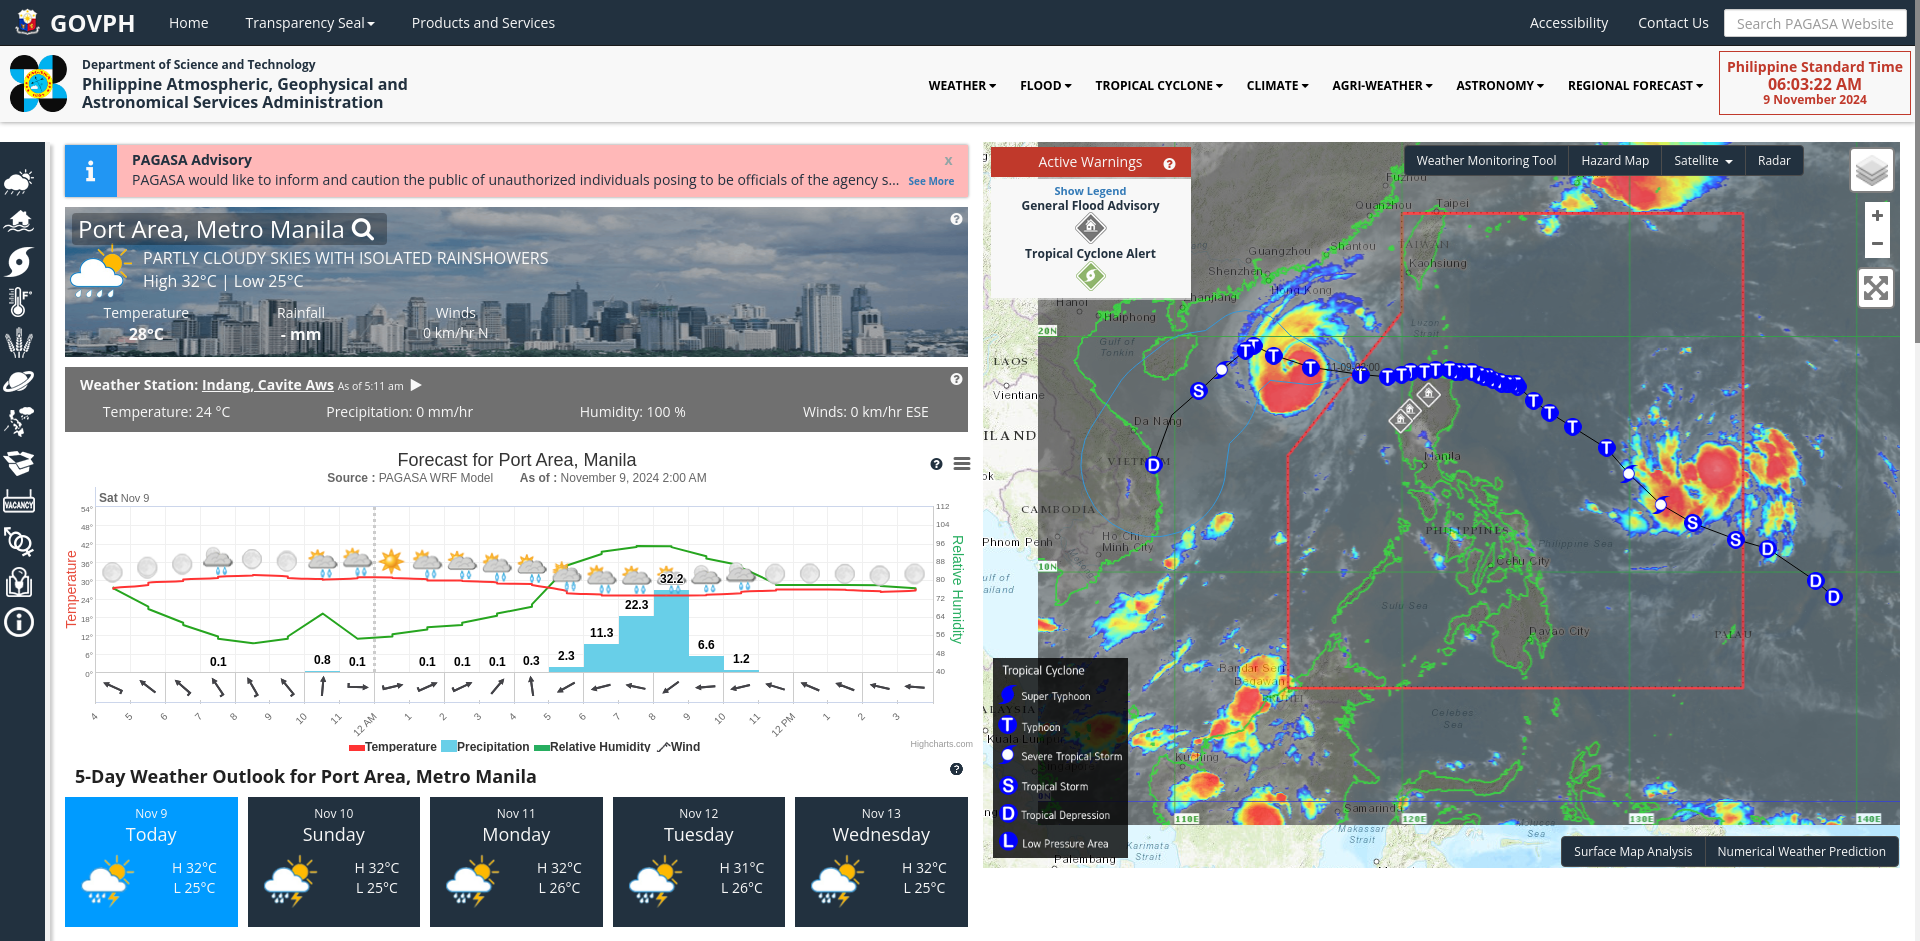 GOVPH Home Transparency Seal Products and Services Accessibility Contact Us Search PAGASA Website
Department of Science and Technology
Philippine Atmospheric, Geophysical and
Astronomical Services Administration
WEATHER FLOOD TROPICAL CYCLONE CLIMATE AGRI-WEATHER ASTRONOMY REGIONAL FORECAST
Philippine Standard Time
06:03:22 AM
9 November 2024
PAGASA Advisory x
PAGASA would like to inform and caution the public of unauthorized individuals posing to be officials of the agency s... See More
Port Area, Metro Manila
PARTLY CLOUDY SKIES WITH ISOLATED RAINSHOWERS
High 32°C | Low 25°C
Temperature Rainfall Winds
28°C - mm 0 km/hr N
Weather Station: Indang, Cavite Aws As of 5:11 am
Temperature: 24 °C Precipitation: 0 mm/hr Humidity: 100 % Winds: 0 km/hr ESE
Forecast for Port Area, Manila
Source : PAGASA WRF Model As of : November 9, 2024 2:00 AM
Sat Nov 9
Temperature
54°
48°
42°
36°
30°
24°
18°
12°
6°
0°
0.1 0.8 0.1 0.1 0.1 0.1 0.3 2.3 11.3 22.3 32.2 6.6 1.2
112
104
96
88
80
72
64
56
48
40
Relative Humidity
4 5 6 7 8 9 10 11 12 AM 1 2 3 4 5 6 7 8 9 10 11 12 PM 1 2 3
Temperature Precipitation Relative Humidity Wind
Highcharts.com
5-Day Weather Outlook for Port Area, Metro Manila
Nov 9
Today
H 32°C
L 25°C
Nov 10
Sunday
H 32°C
L 25°C
Nov 11
Monday
H 32°C
L 26°C
Nov 12
Tuesday
H 31°C
L 26°C
Nov 13
Wednesday
H 32°C
L 25°C
VACANCY
Active Warnings
Show Legend
General Flood Advisory
Tropical Cyclone Alert
Weather Monitoring Tool Hazard Map Satellite Radar
+
−
Fuzhou
Quanzhou Taipei
Shantou TAIWAN
Guangzhou
Kaohsiung
Shenzhen
Hong Kong
Zhanjiang
Hanoi
Haiphong
20N
Luzon
Strait
Gulf of
Tonkin
LAOS
Vientiane
Da Nang
VIETNAM
Manila
CAMBODIA
Phnom Penh
Ho Chi
Minh City
PHILIPPINES
Philippine Sea
Cebu City
10N
Sulu Sea
Davao City
PALAU
Bandar Seri
Begawan
BRUNEI
Celebes
Sea
Kuala Lumpur
Kuching
Samarinda
110E 120E 130E 140E
Makassar
Strait
Karimata
Strait
Palembang
Tropical Cyclone
Super Typhoon
T Typhoon
Severe Tropical Storm
S Tropical Storm
D Tropical Depression
L Low Pressure Area
Surface Map Analysis Numerical Weather Prediction